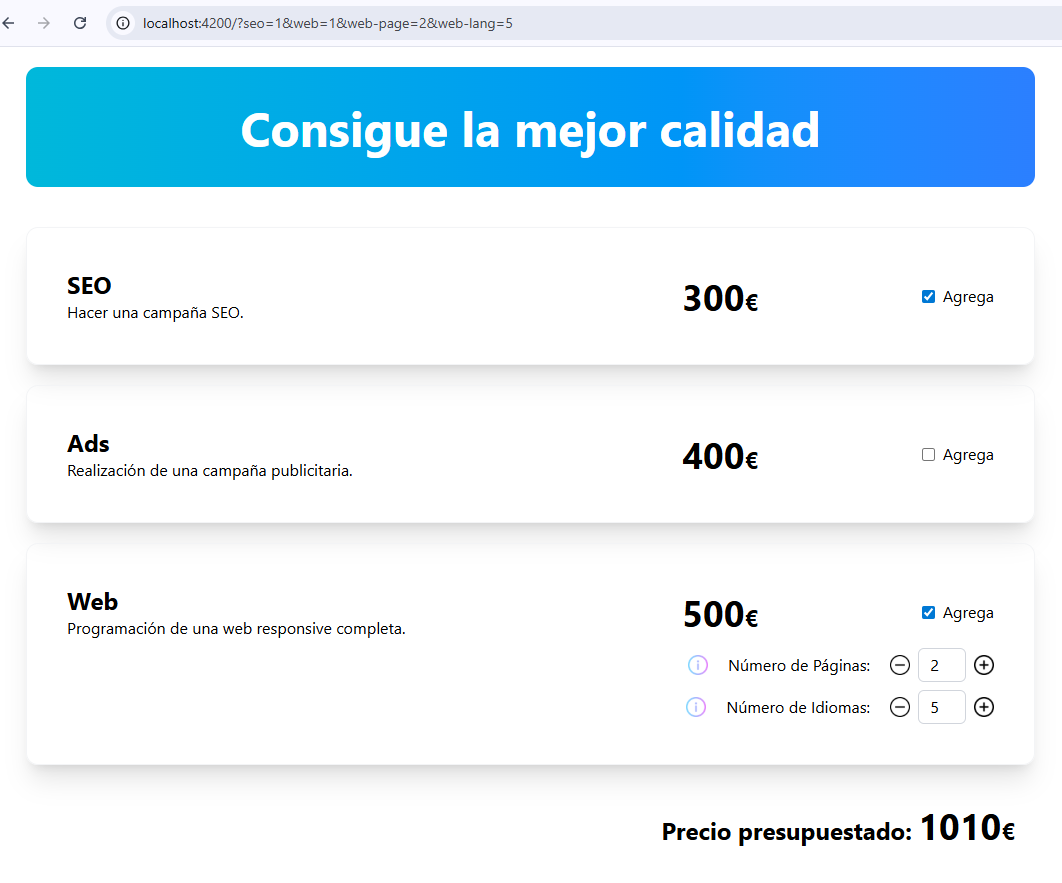 localhost:4200/?seo=1&web=1&web-page=2&web-lang=5
Consigue la mejor calidad
SEO
Hacer una campaña SEO.
300€
Agrega
Ads
Realización de una campaña publicitaria.
400€
Agrega
Web
Programación de una web responsive completa.
500€
Agrega
Número de Páginas: 2
Número de Idiomas: 5
Precio presupuestado: 1010€